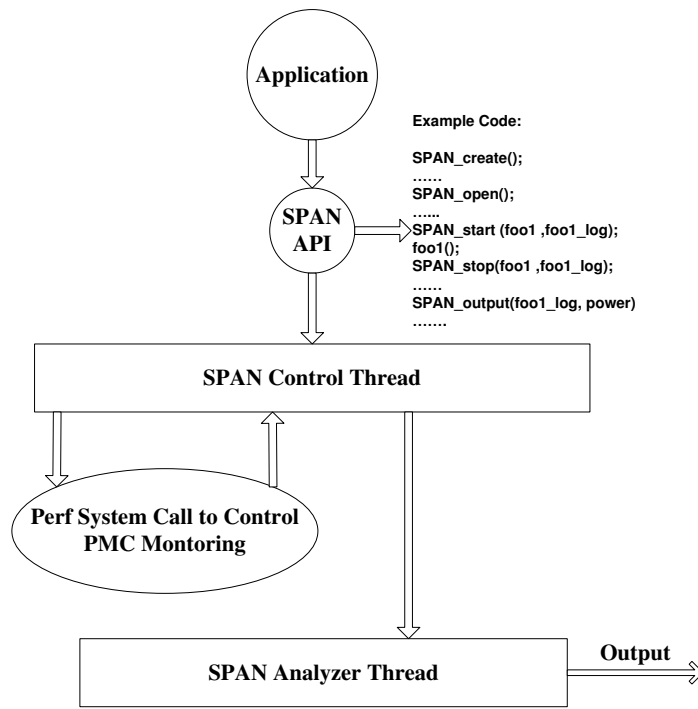 Application
Example Code:
SPAN_create();
……
SPAN_open();
…...
SPAN
API
SPAN_start (foo1 ,foo1_log);
foo1();
SPAN_stop(foo1 ,foo1_log);
……
SPAN_output(foo1_log, power)
…….
SPAN Control Thread
Perf System Call to Control
PMC Montoring
SPAN Analyzer Thread
Output